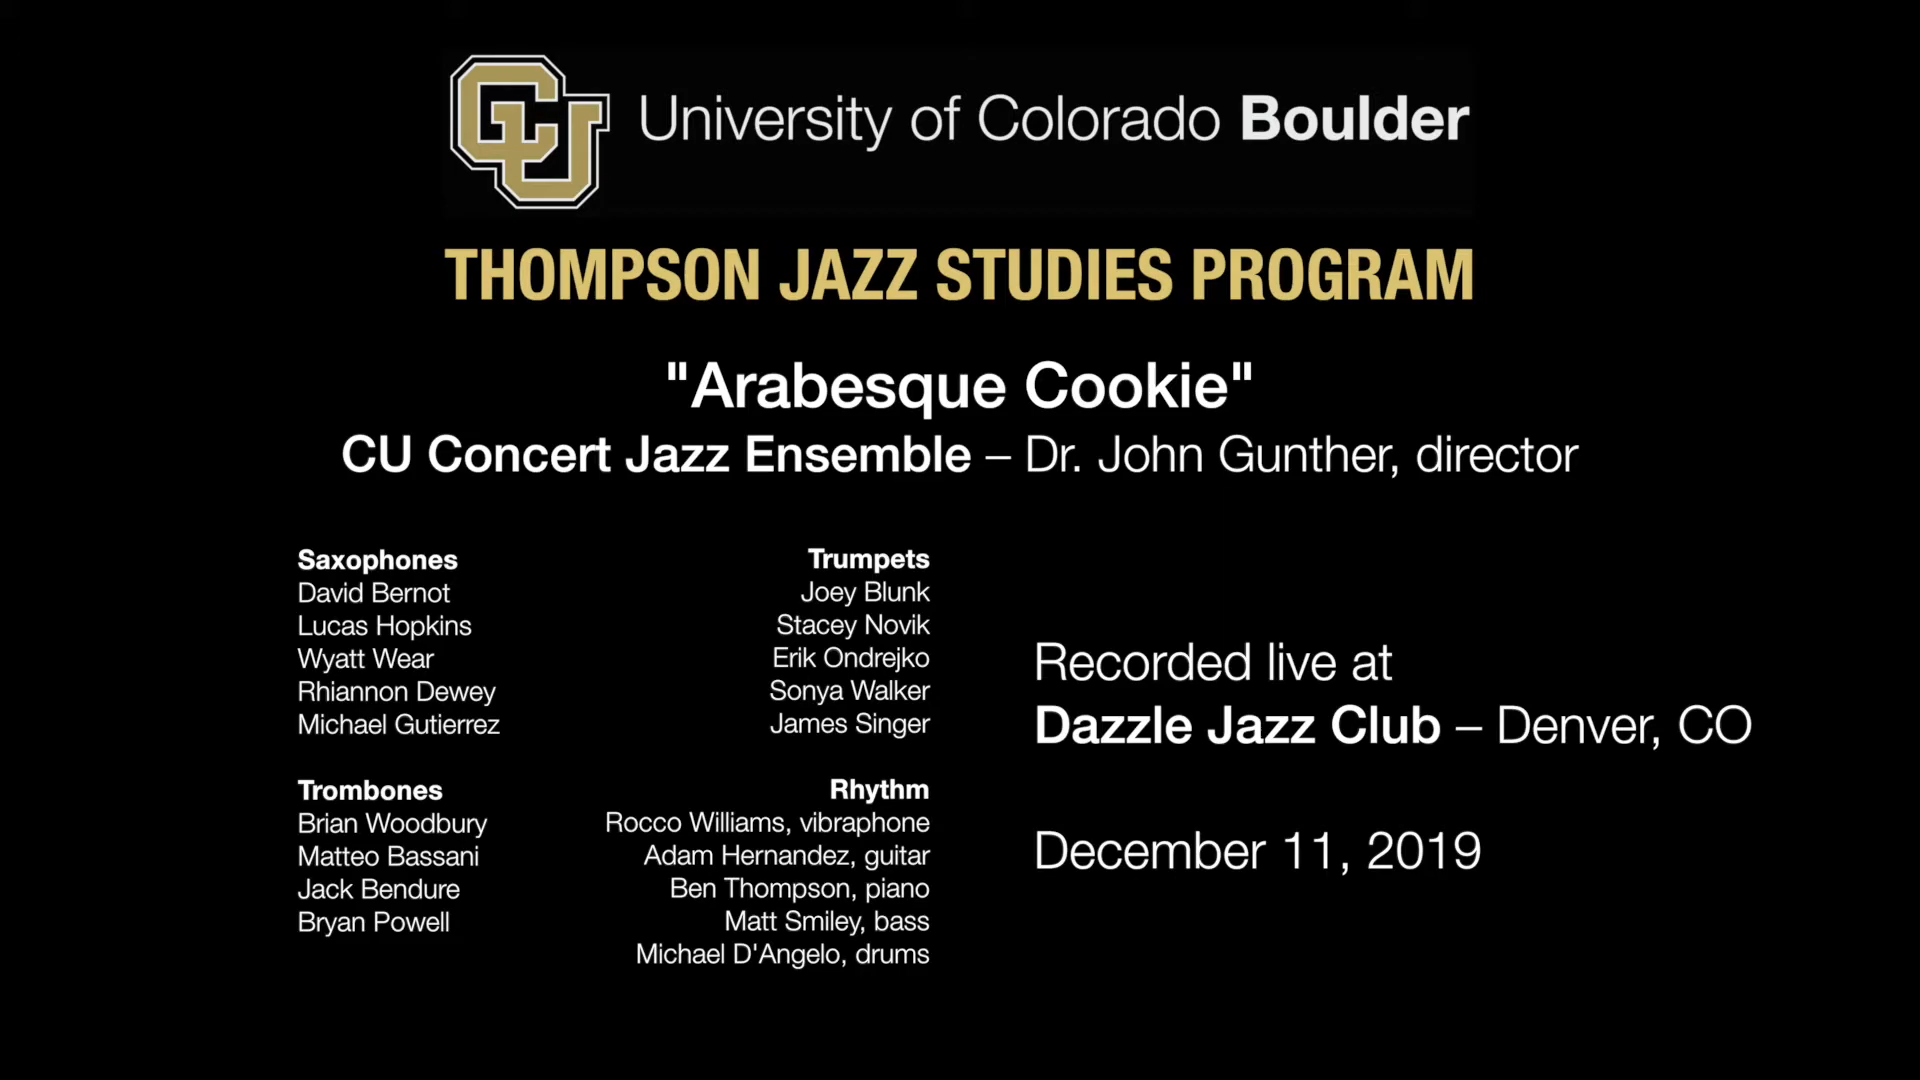 CU University of Colorado Boulder
THOMPSON JAZZ STUDIES PROGRAM
"Arabesque Cookie"
CU Concert Jazz Ensemble – Dr. John Gunther, director
Saxophones
David Bernot
Lucas Hopkins
Wyatt Wear
Rhiannon Dewey
Michael Gutierrez
Trombones
Brian Woodbury
Matteo Bassani
Jack Bendure
Bryan Powell
Trumpets
Joey Blunk
Stacey Novik
Erik Ondrejko
Sonya Walker
James Singer
Rhythm
Rocco Williams, vibraphone
Adam Hernandez, guitar
Ben Thompson, piano
Matt Smiley, bass
Michael D'Angelo, drums
Recorded live at
Dazzle Jazz Club – Denver, CO
December 11, 2019